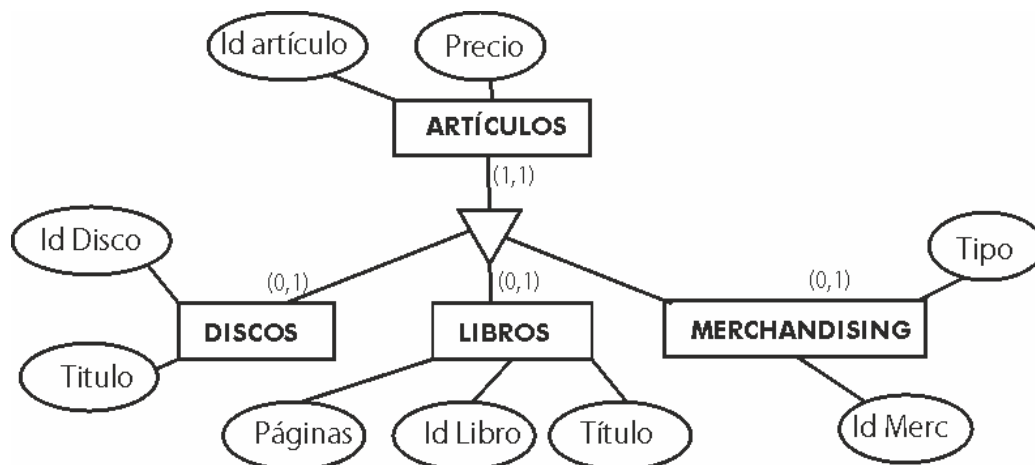 Id artículo
Precio
ARTÍCULOS
(1,1)
Id Disco
Tipo
(0,1)
(0,1)
(0,1)
DISCOS
LIBROS
MERCHANDISING
Titulo
Páginas
Id Libro
Título
Id Merc